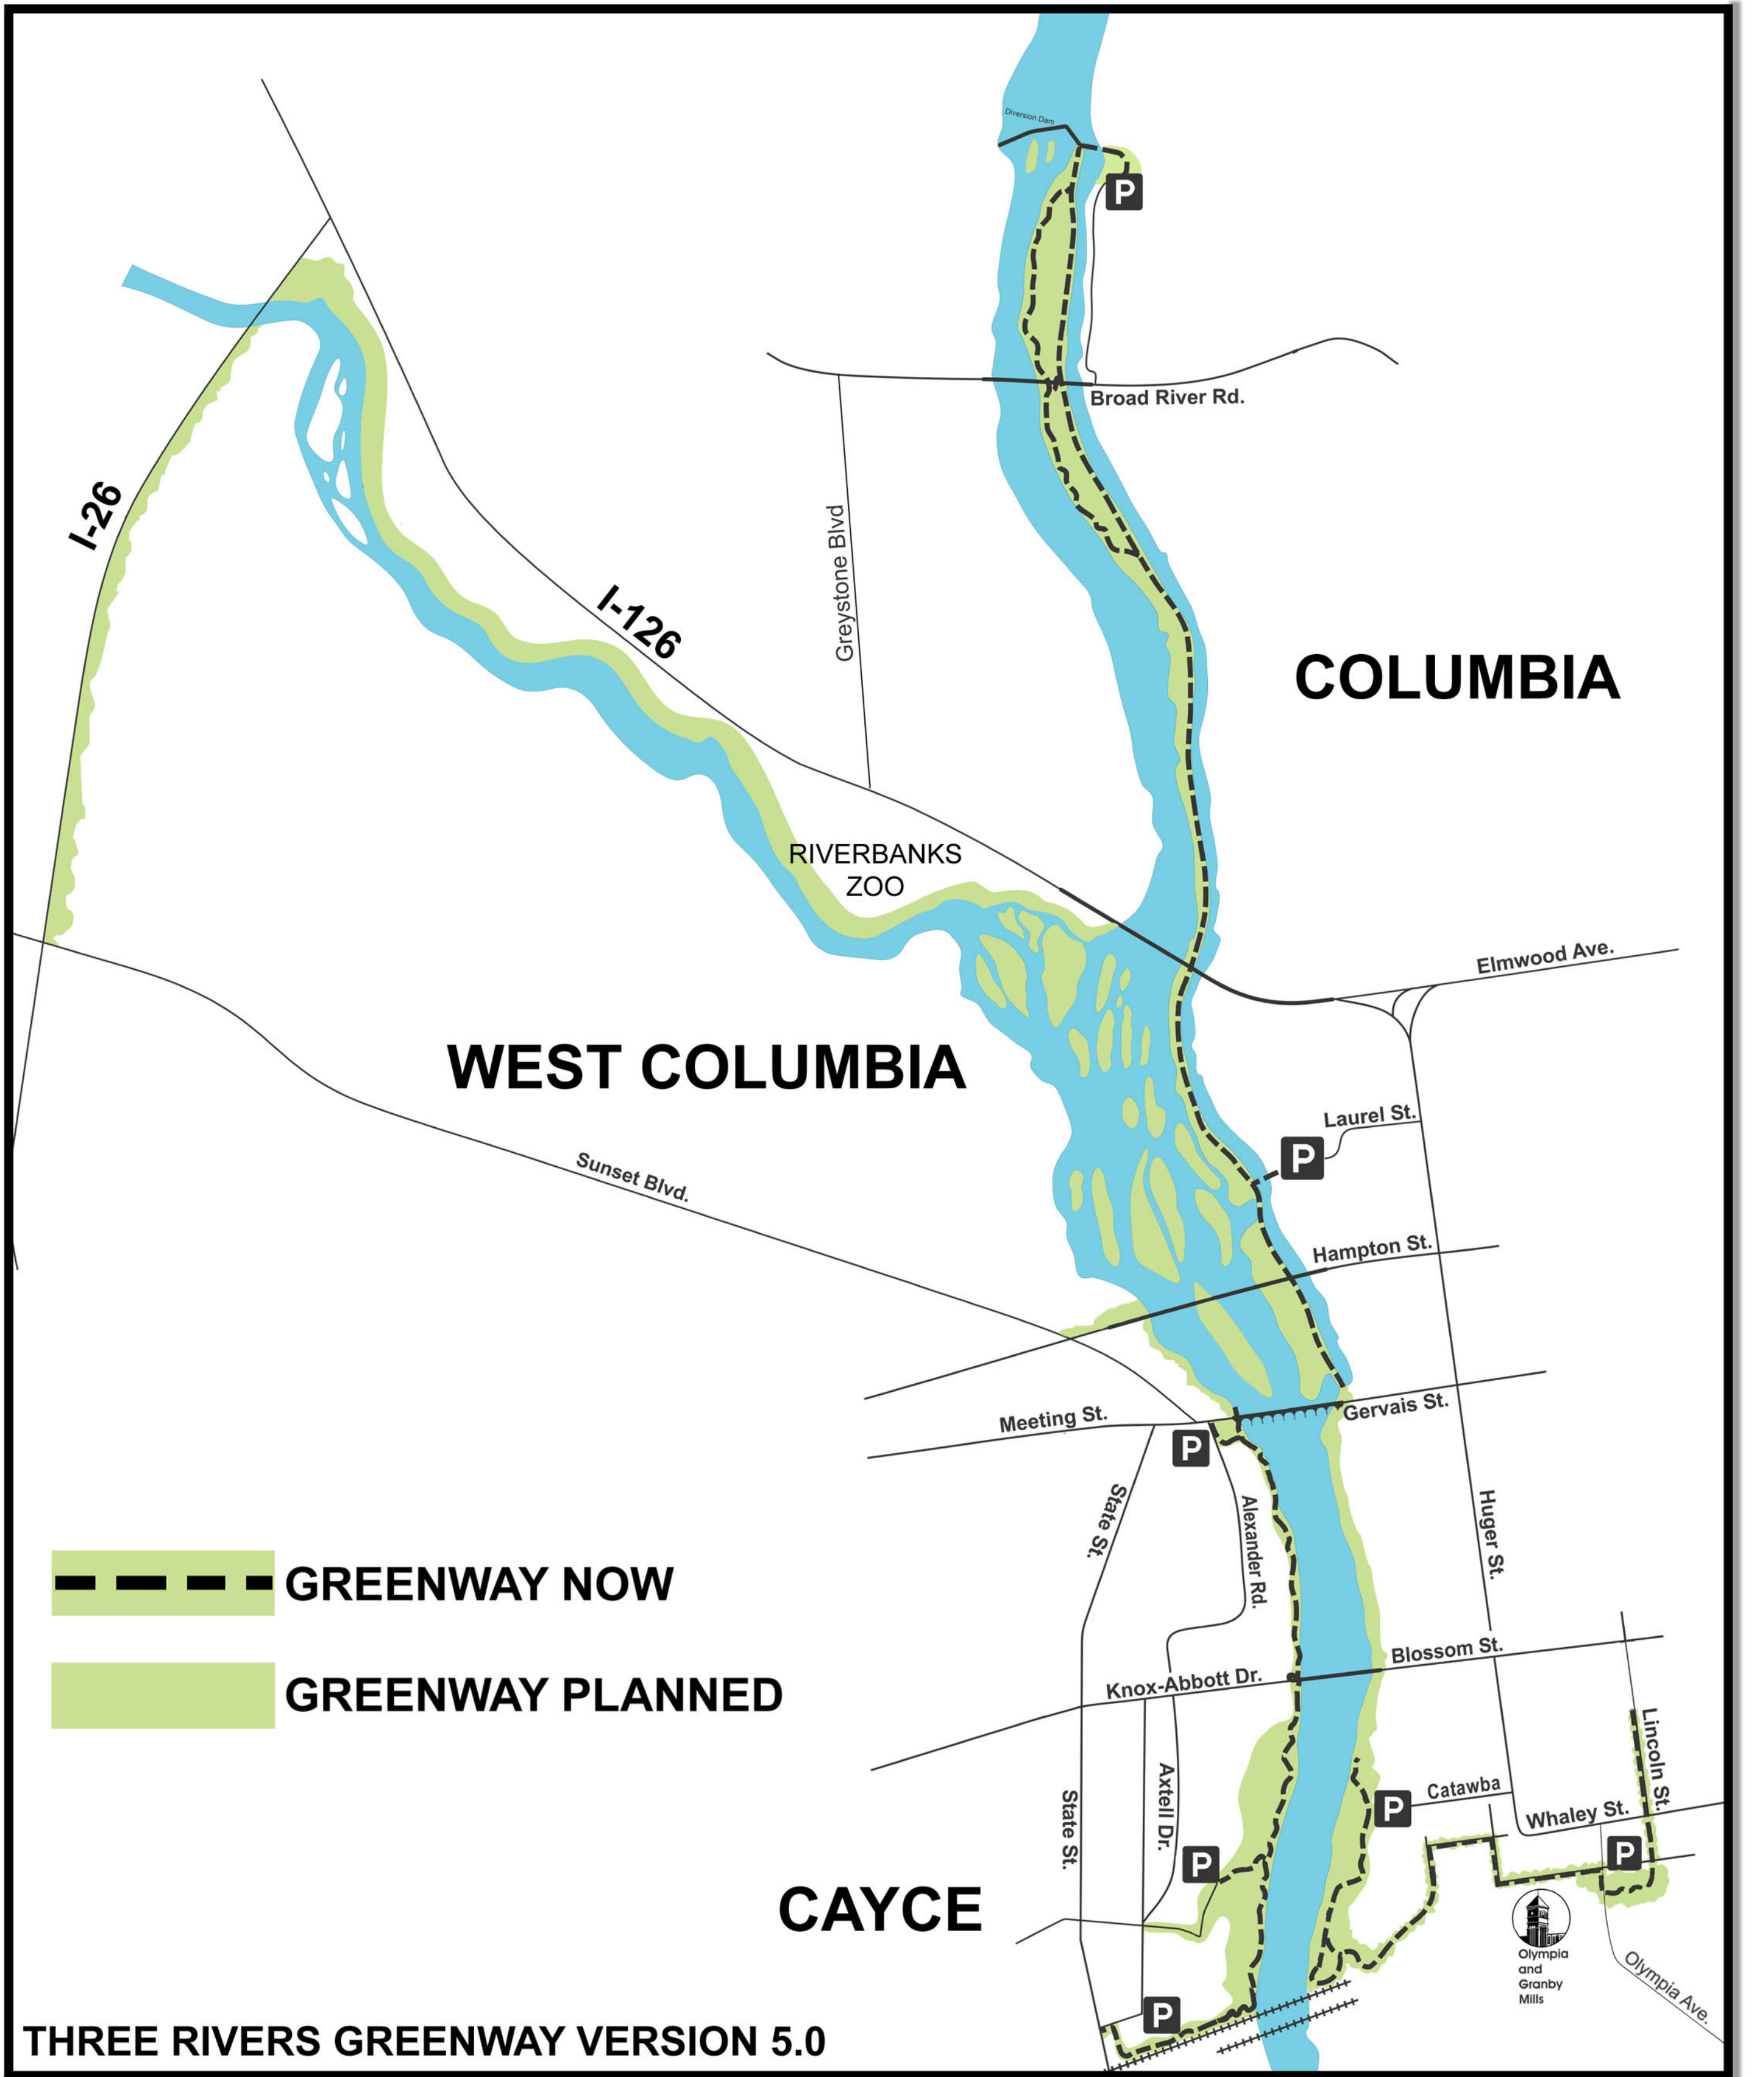 Diversion Dam
P
Broad River Rd.
I-26
Greystone Blvd
I-126
COLUMBIA
RIVERBANKS
ZOO
Elmwood Ave.
WEST COLUMBIA
Laurel St.
P
Sunset Blvd.
Hampton St.
Gervais St.
Meeting St.
P
State St.
Alexander Rd.
Huger St.
GREENWAY NOW
Blossom St.
Knox-Abbott Dr.
GREENWAY PLANNED
Lincoln St.
Axtell Dr.
State St.
Catawba
P
Whaley St.
P
P
CAYCE
Olympia
and
Granby
Mills
Olympia Ave.
P
THREE RIVERS GREENWAY VERSION 5.0